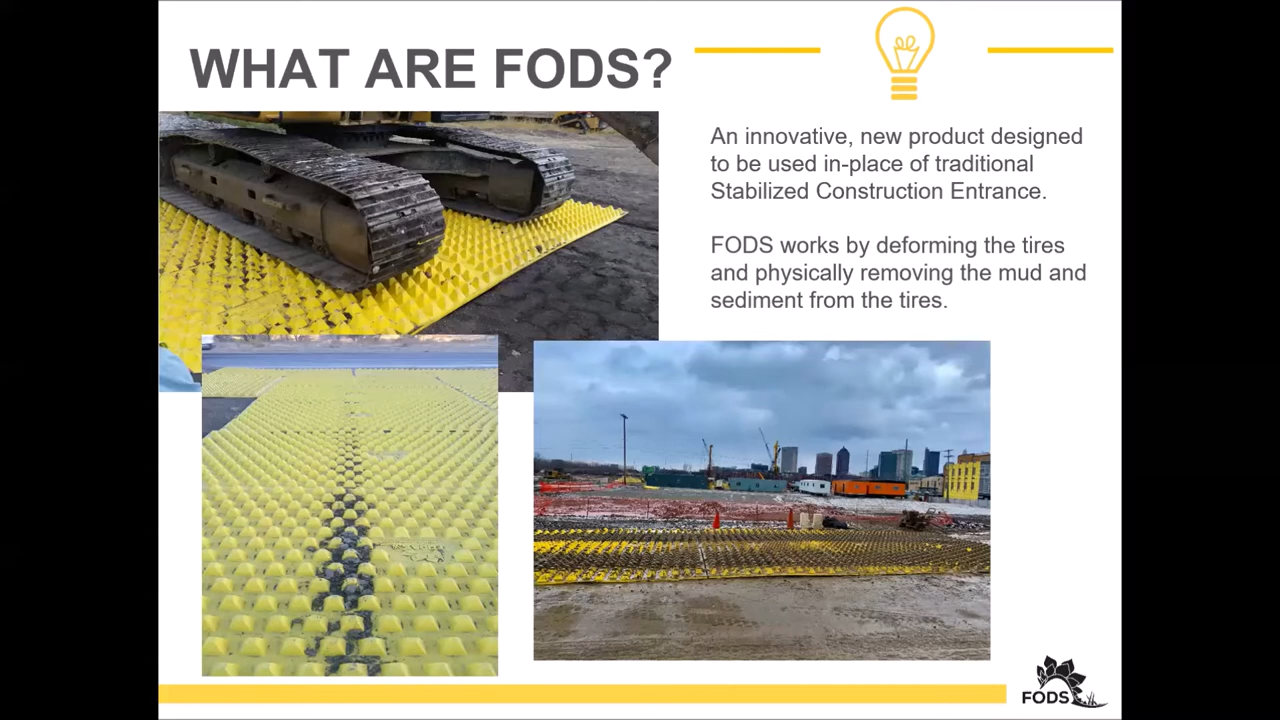 WHAT ARE FODS?
An innovative, new product designed
to be used in-place of traditional
Stabilized Construction Entrance.
FODS works by deforming the tires
and physically removing the mud and
sediment from the tires.
FODS